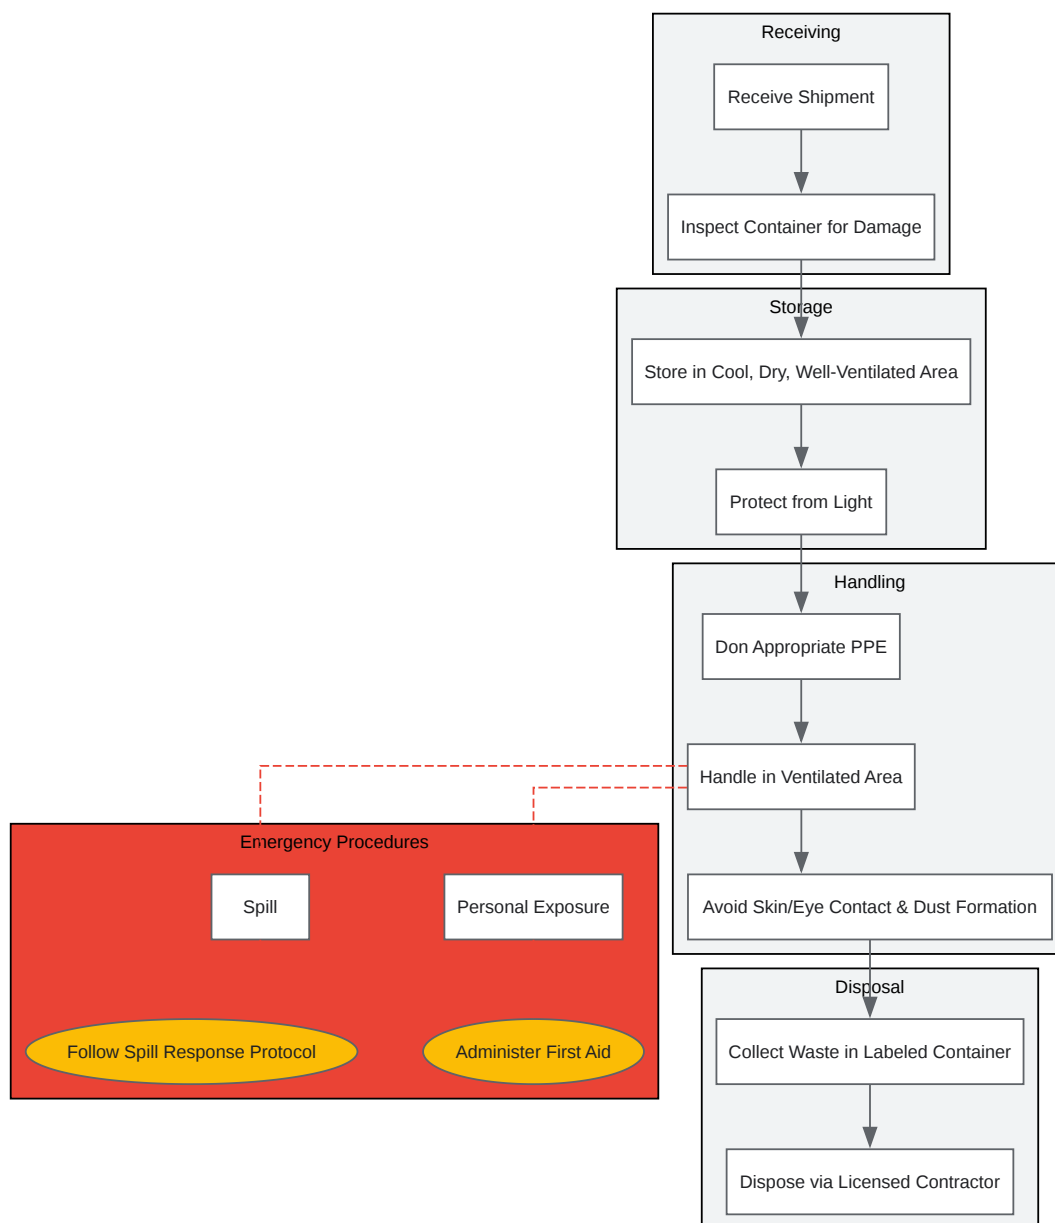 Receiving
Receive Shipment
Inspect Container for Damage
Storage
Store in Cool, Dry, Well-Ventilated Area
Protect from Light
Handling
Don Appropriate PPE
Handle in Ventilated Area
Avoid Skin/Eye Contact & Dust Formation
Emergency Procedures
Spill
Personal Exposure
Follow Spill Response Protocol
Administer First Aid
Disposal
Collect Waste in Labeled Container
Dispose via Licensed Contractor